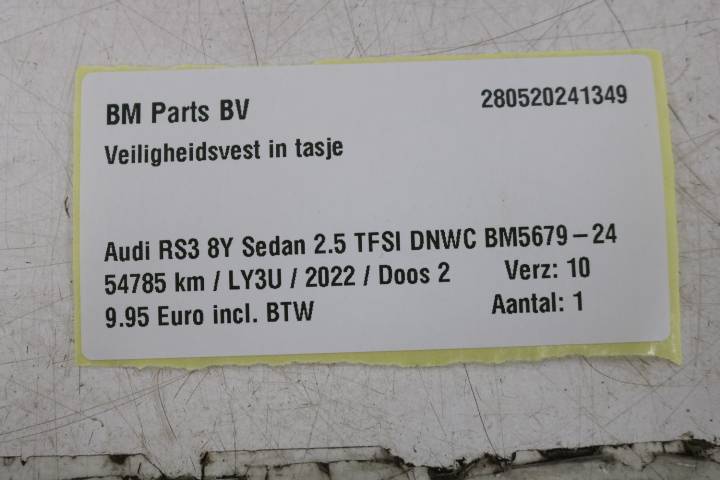 BM Parts BV 280520241349
Veiligheidsvest in tasje
Audi RS3 8Y Sedan 2.5 TFSI DNWC BM5679-24
54785 km / LY3U / 2022 / Doos 2 Verz: 10
9.95 Euro incl. BTW Aantal: 1